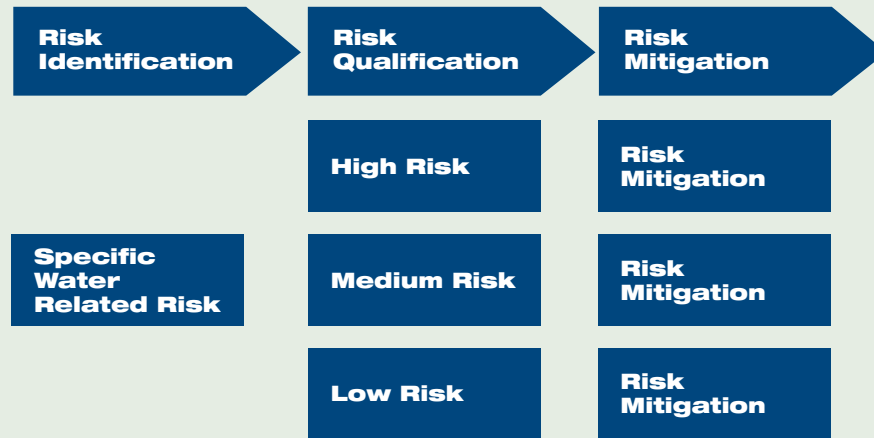 Risk
Identification
Risk
Qualification
Risk
Mitigation
High Risk
Risk
Mitigation
Specific
Water
Related Risk
Medium Risk
Risk
Mitigation
Low Risk
Risk
Mitigation